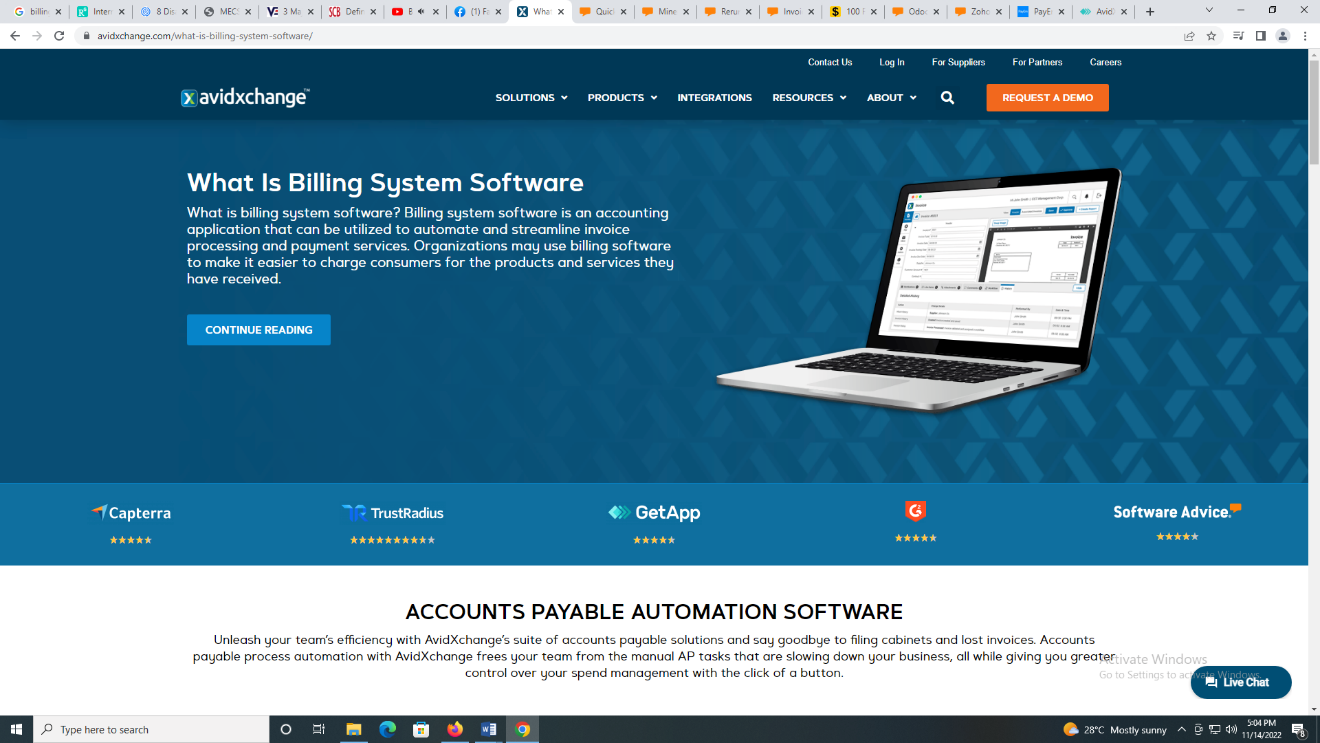 billin
Inter
8 Dis
MEC
3 Ma
Defin
B
(1) Fa
Wha
Quic
Mine
Reru
Invoi
100 F
Odoo
Zoho
PayE
Avid
avidxchange.com/what-is-billing-system-software/
Contact Us
Log In
For Suppliers
For Partners
Careers
avidxchange™
SOLUTIONS
PRODUCTS
INTEGRATIONS
RESOURCES
ABOUT
REQUEST A DEMO
What Is Billing System Software
What is billing system software? Billing system software is an accounting
application that can be utilized to automate and streamline invoice
processing and payment services. Organizations may use billing software
to make it easier to charge consumers for the products and services they
have received.
CONTINUE READING
Capterra
TrustRadius
GetApp
Software Advice.
ACCOUNTS PAYABLE AUTOMATION SOFTWARE
Unleash your team's efficiency with AvidXchange's suite of accounts payable solutions and say goodbye to filing cabinets and lost invoices. Accounts
payable process automation with AvidXchange frees your team from the manual AP tasks that are slowing down your business, all while giving you greater
control over your spend management with the click of a button.
Activate Windows
Go to Settings to activate Windows.
Live Chat
Type here to search
28°C Mostly sunny
5:04 PM
11/14/2022
8